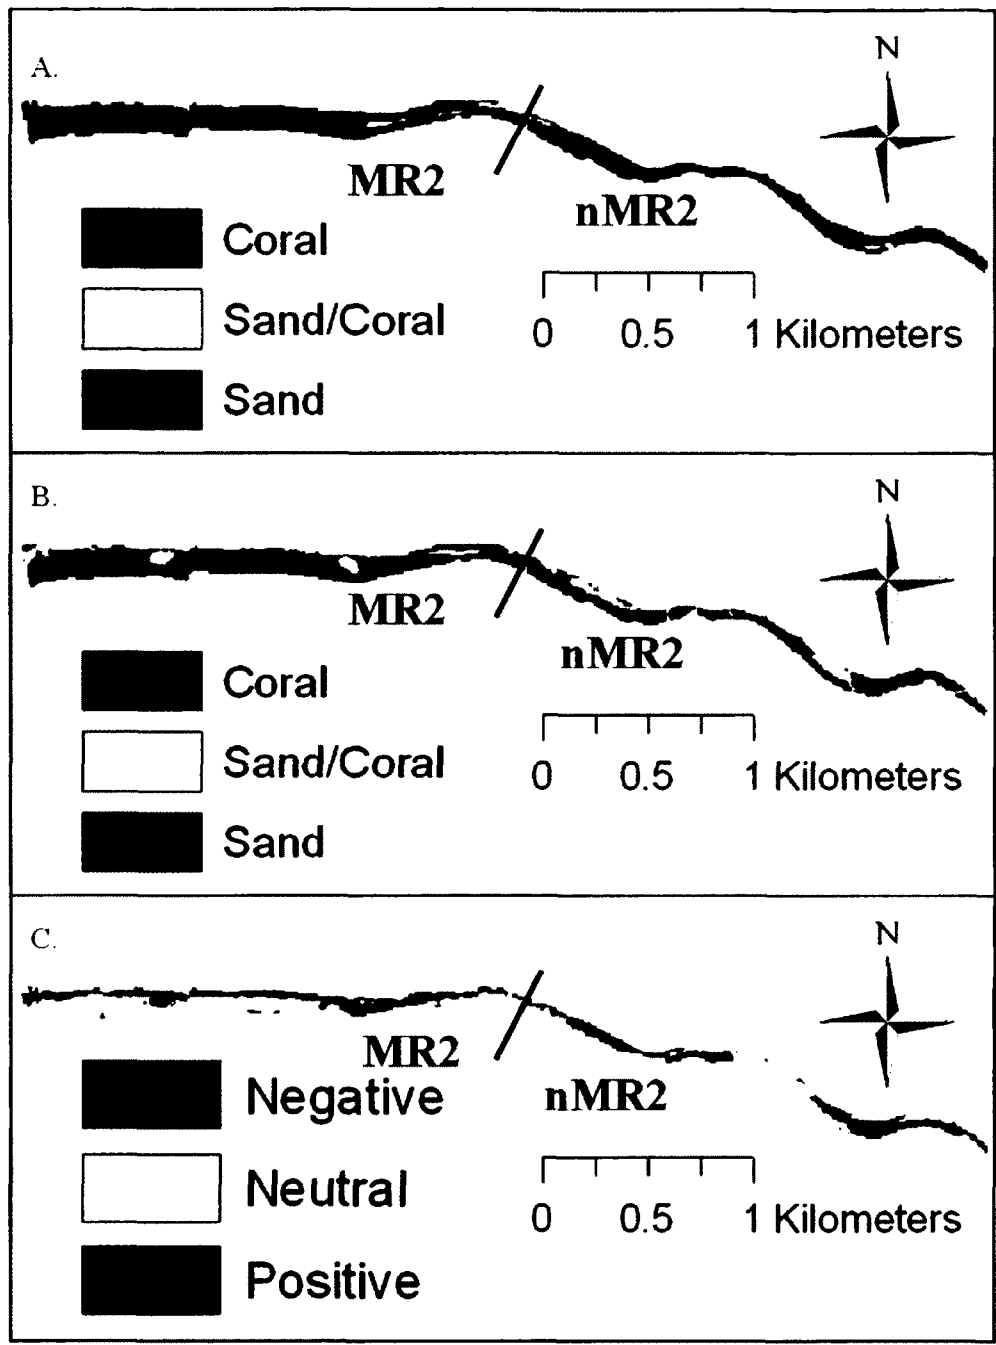 A.
N
MR2
nMR2
Coral
Sand/Coral
Sand
0 0.5 1 Kilometers
B.
N
MR2
nMR2
Coral
Sand/Coral
Sand
0 0.5 1 Kilometers
C.
N
MR2
nMR2
Negative
Neutral
Positive
0 0.5 1 Kilometers